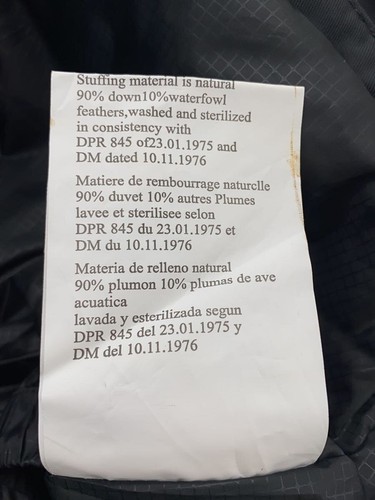 Stuffing material is natural
90% down10%waterfowl
feathers,washed and sterilized
in consistency with
DPR 845 of23.01.1975 and
DM dated 10.11.1976
Matiere de rembourrage naturclle
90% duvet 10% autres Plumes
lavee et sterilisee selon
DPR 845 du 23.01.1975 et
DM du 10.11.1976
Materia de relleno natural
90% plumon 10% plumas de ave
acuatica
lavada y esterilizada segun
DPR 845 del 23.01.1975 y
DM del 10.11.1976